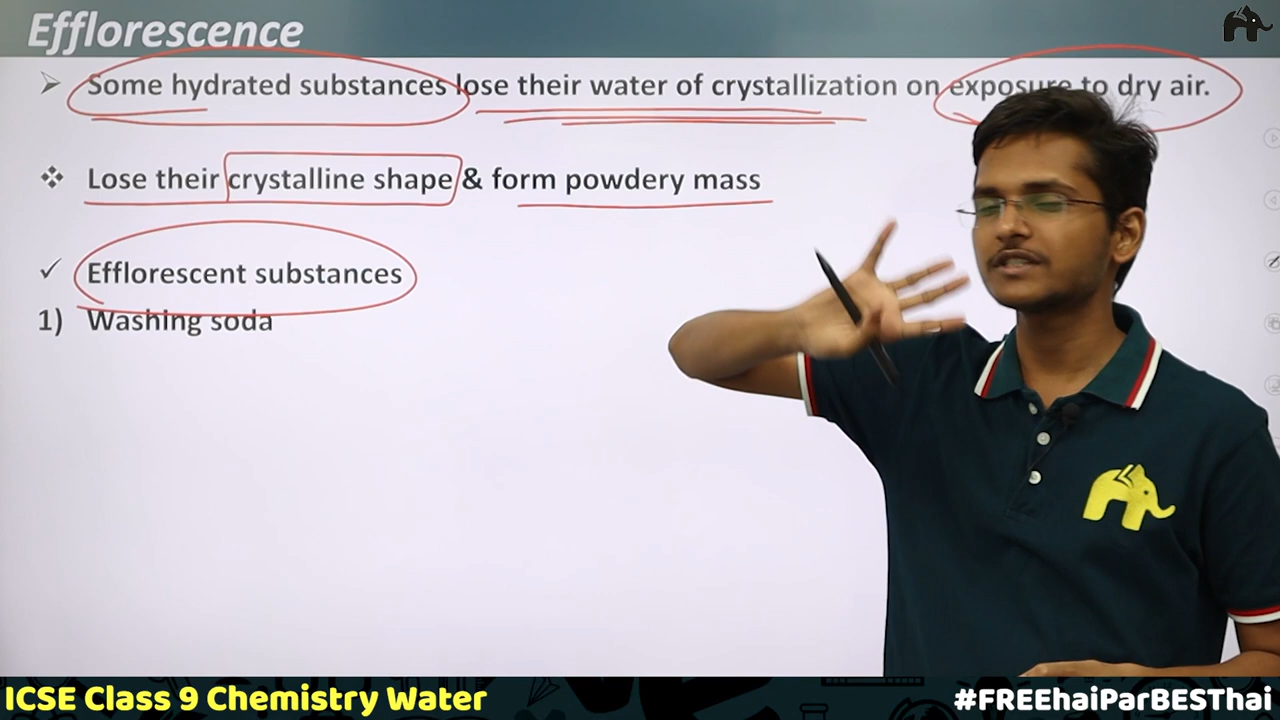 Efflorescence
➤ Some hydrated substances lose their water of crystallization on exposure to dry air.
❖ Lose their crystalline shape & form powdery mass
✓ Efflorescent substances
1) Washing soda
ICSE Class 9 Chemistry Water
#FREEhaiParBESThai